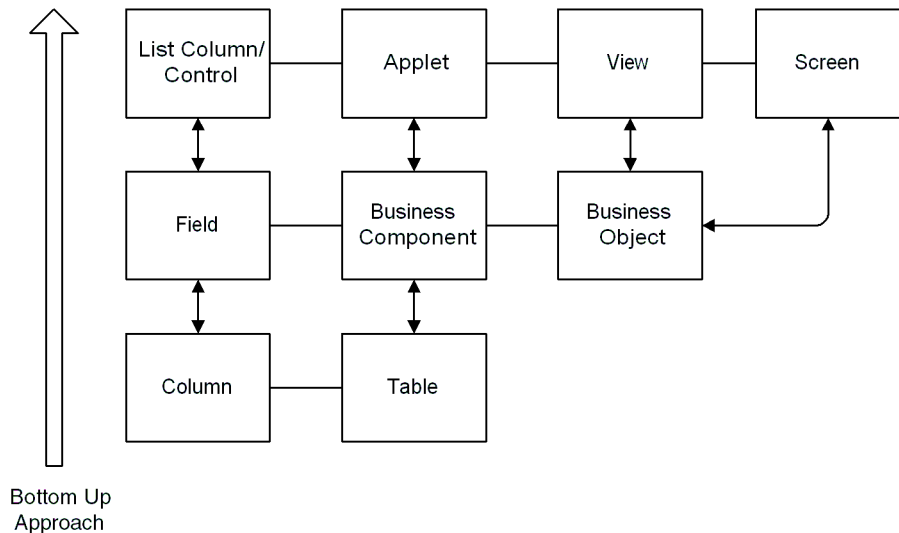 List Column/
Control
Applet
View
Screen
Field
Business
Component
Business
Object
Column
Table
Bottom Up
Approach